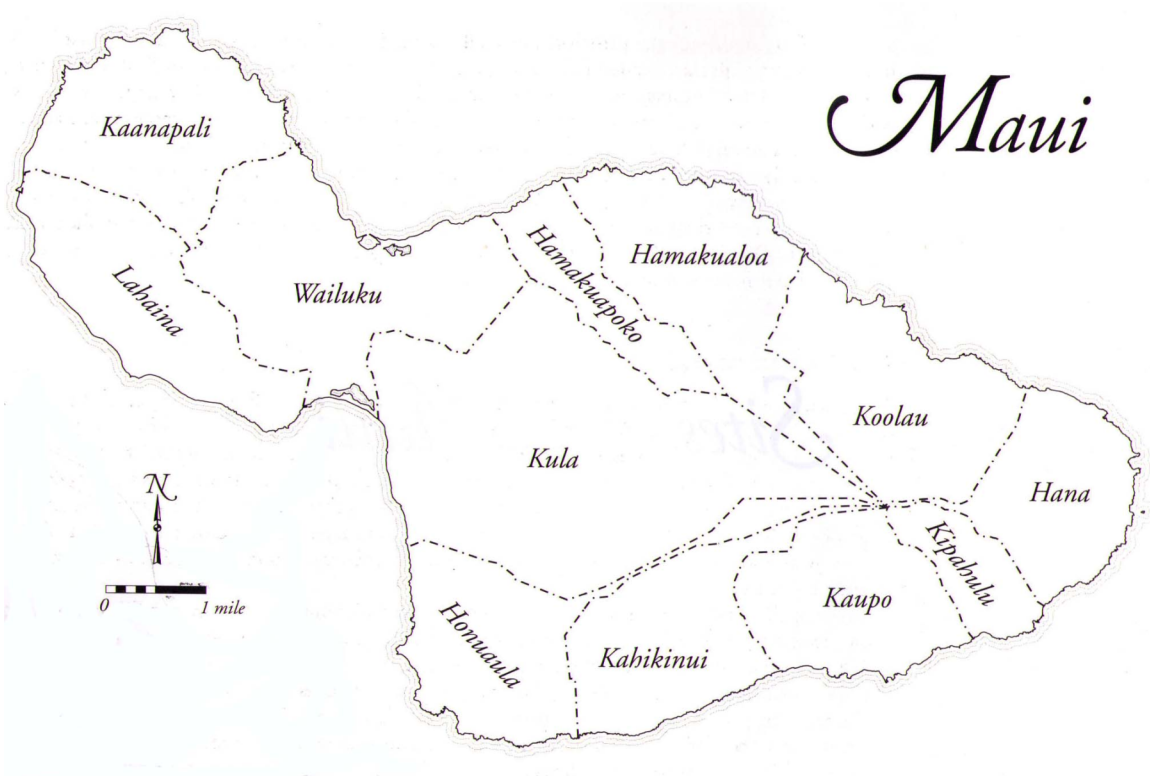 Maui
Kaanapali
Lahaina
Wailuku
Hamakuapoko
Hamakualoa
Koolau
Kula
Hana
Kipahulu
Kaupo
Kahikinui
Honuaula
N
0 1 mile